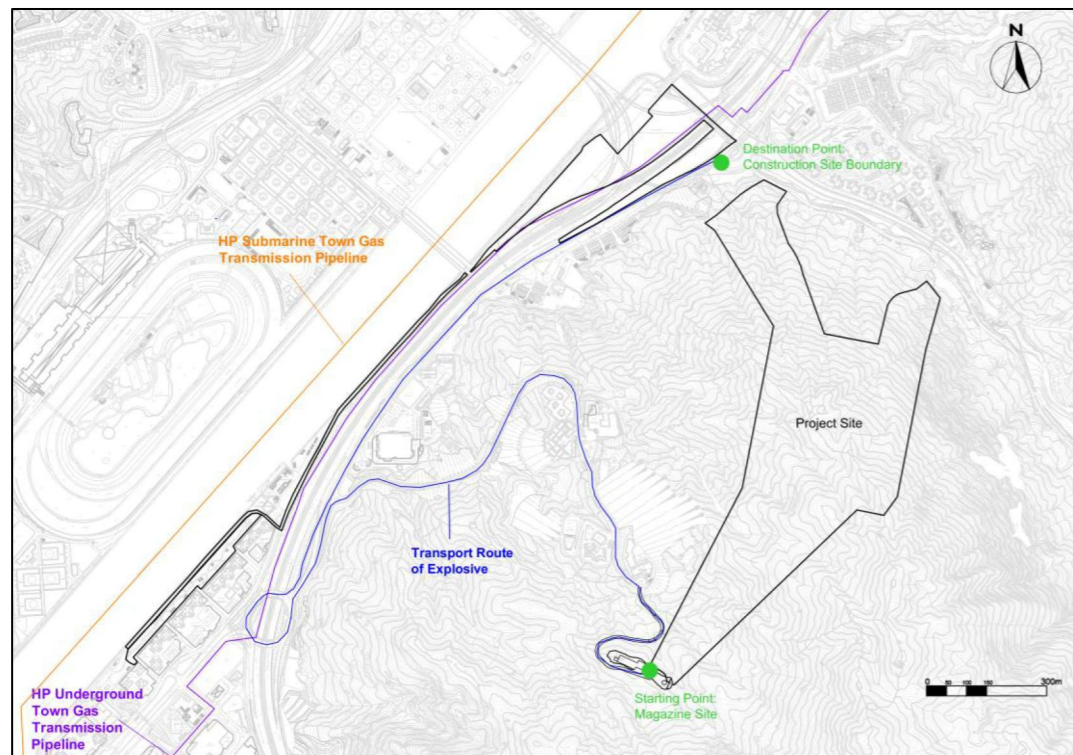 N
Destination Point:
Construction Site Boundary
HP Submarine Town Gas
Transmission Pipeline
Project Site
Transport Route
of Explosive
Starting Point:
Magazine Site
0 50 100 150 300m
HP Underground
Town Gas
Transmission
Pipeline